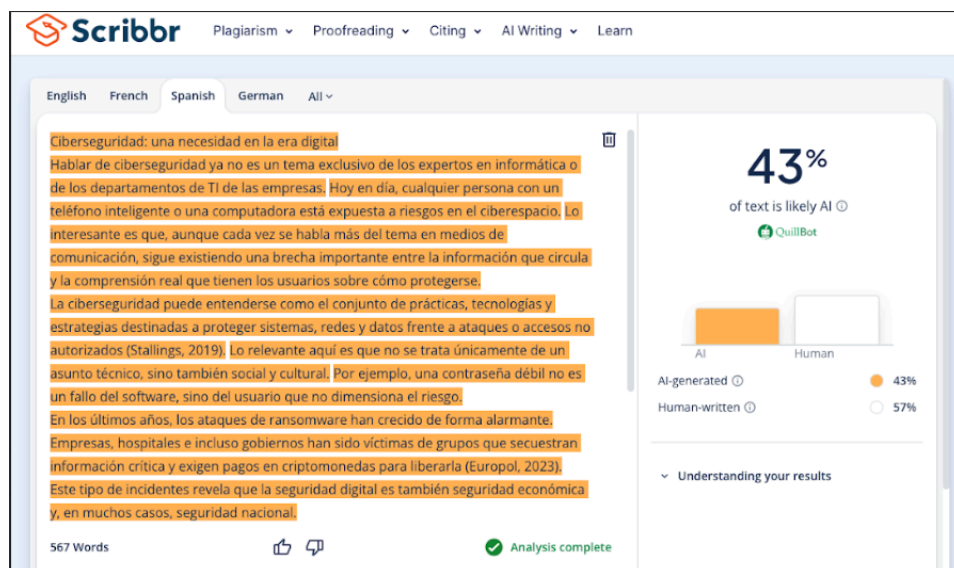 Scribbr Plagiarism Proofreading Citing AI Writing Learn
English French Spanish German All
Ciberseguridad: una necesidad en la era digital
Hablar de ciberseguridad ya no es un tema exclusivo de los expertos en informática o
de los departamentos de TI de las empresas. Hoy en día, cualquier persona con un
teléfono inteligente o una computadora está expuesta a riesgos en el ciberespacio. Lo
interesante es que, aunque cada vez se habla más del tema en medios de
comunicación, sigue existiendo una brecha importante entre la información que circula
y la comprensión real que tienen los usuarios sobre cómo protegerse.
La ciberseguridad puede entenderse como el conjunto de prácticas, tecnologías y
estrategias destinadas a proteger sistemas, redes y datos frente a ataques o accesos no
autorizados (Stallings, 2019). Lo relevante aquí es que no se trata únicamente de un
asunto técnico, sino también social y cultural. Por ejemplo, una contraseña débil no es
un fallo del software, sino del usuario que no dimensiona el riesgo.
En los últimos años, los ataques de ransomware han crecido de forma alarmante.
Empresas, hospitales e incluso gobiernos han sido víctimas de grupos que secuestran
información crítica y exigen pagos en criptomonedas para liberarla (Europol, 2023).
Este tipo de incidentes revela que la seguridad digital es también seguridad económica
y, en muchos casos, seguridad nacional.
567 Words
Analysis complete
43%
of text is likely AI
QuillBot
AI Human
AI-generated 43%
Human-written 57%
Understanding your results